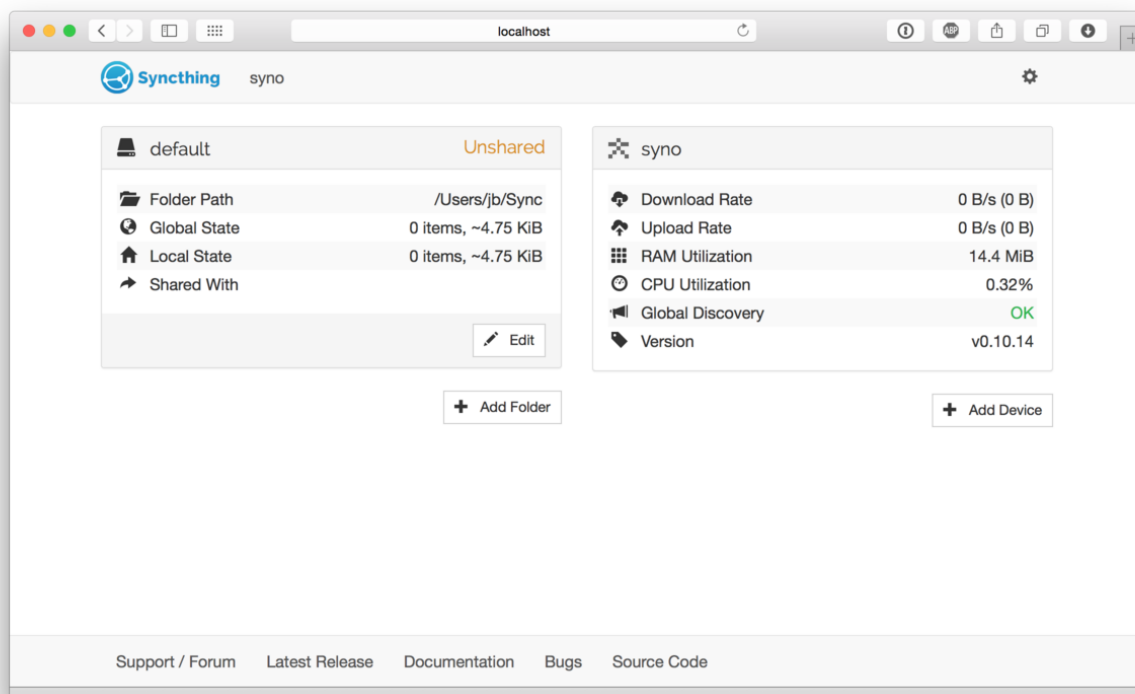 localhost
ABP
Syncthing syno
default Unshared
Folder Path /Users/jb/Sync
Global State 0 items, ~4.75 KiB
Local State 0 items, ~4.75 KiB
Shared With
Edit
Add Folder
syno
Download Rate 0 B/s (0 B)
Upload Rate 0 B/s (0 B)
RAM Utilization 14.4 MiB
CPU Utilization 0.32%
Global Discovery OK
Version v0.10.14
Add Device
Support / Forum Latest Release Documentation Bugs Source Code